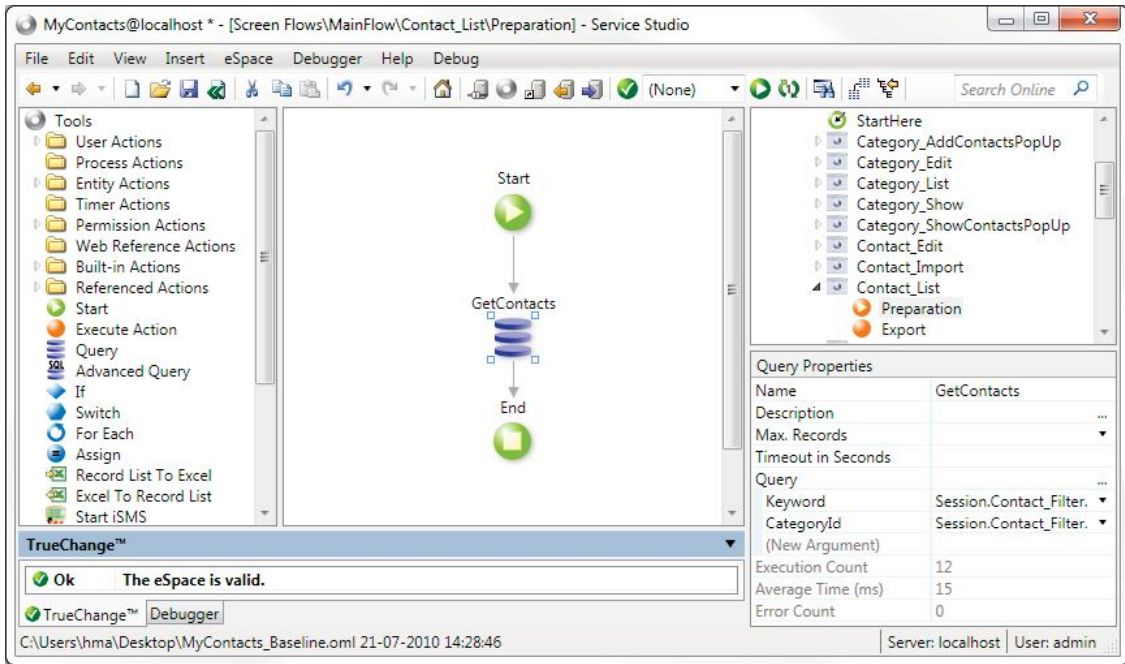 MyContacts@localhost * - [Screen Flows\MainFlow\Contact_List\Preparation] - Service Studio
File Edit View Insert eSpace Debugger Help Debug
(None)
Search Online
Tools
User Actions
Process Actions
Entity Actions
Timer Actions
Permission Actions
Web Reference Actions
Built-in Actions
Referenced Actions
Start
Execute Action
Query
SQL Advanced Query
If
Switch
For Each
Assign
Record List To Excel
Excel To Record List
Start iSMS
Start
GetContacts
End
StartHere
Category_AddContactsPopUp
Category_Edit
Category_List
Category_Show
Category_ShowContactsPopUp
Contact_Edit
Contact_Import
Contact_List
Preparation
Export
Query Properties
Name GetContacts
Description ...
Max. Records
Timeout in Seconds
Query ...
Keyword Session.Contact_Filter.
CategoryId Session.Contact_Filter.
(New Argument)
Execution Count 12
Average Time (ms) 15
Error Count 0
TrueChange™
Ok The eSpace is valid.
TrueChange™ Debugger
C:\Users\hma\Desktop\MyContacts_Baseline.oml 21-07-2010 14:28:46
Server: localhost User: admin